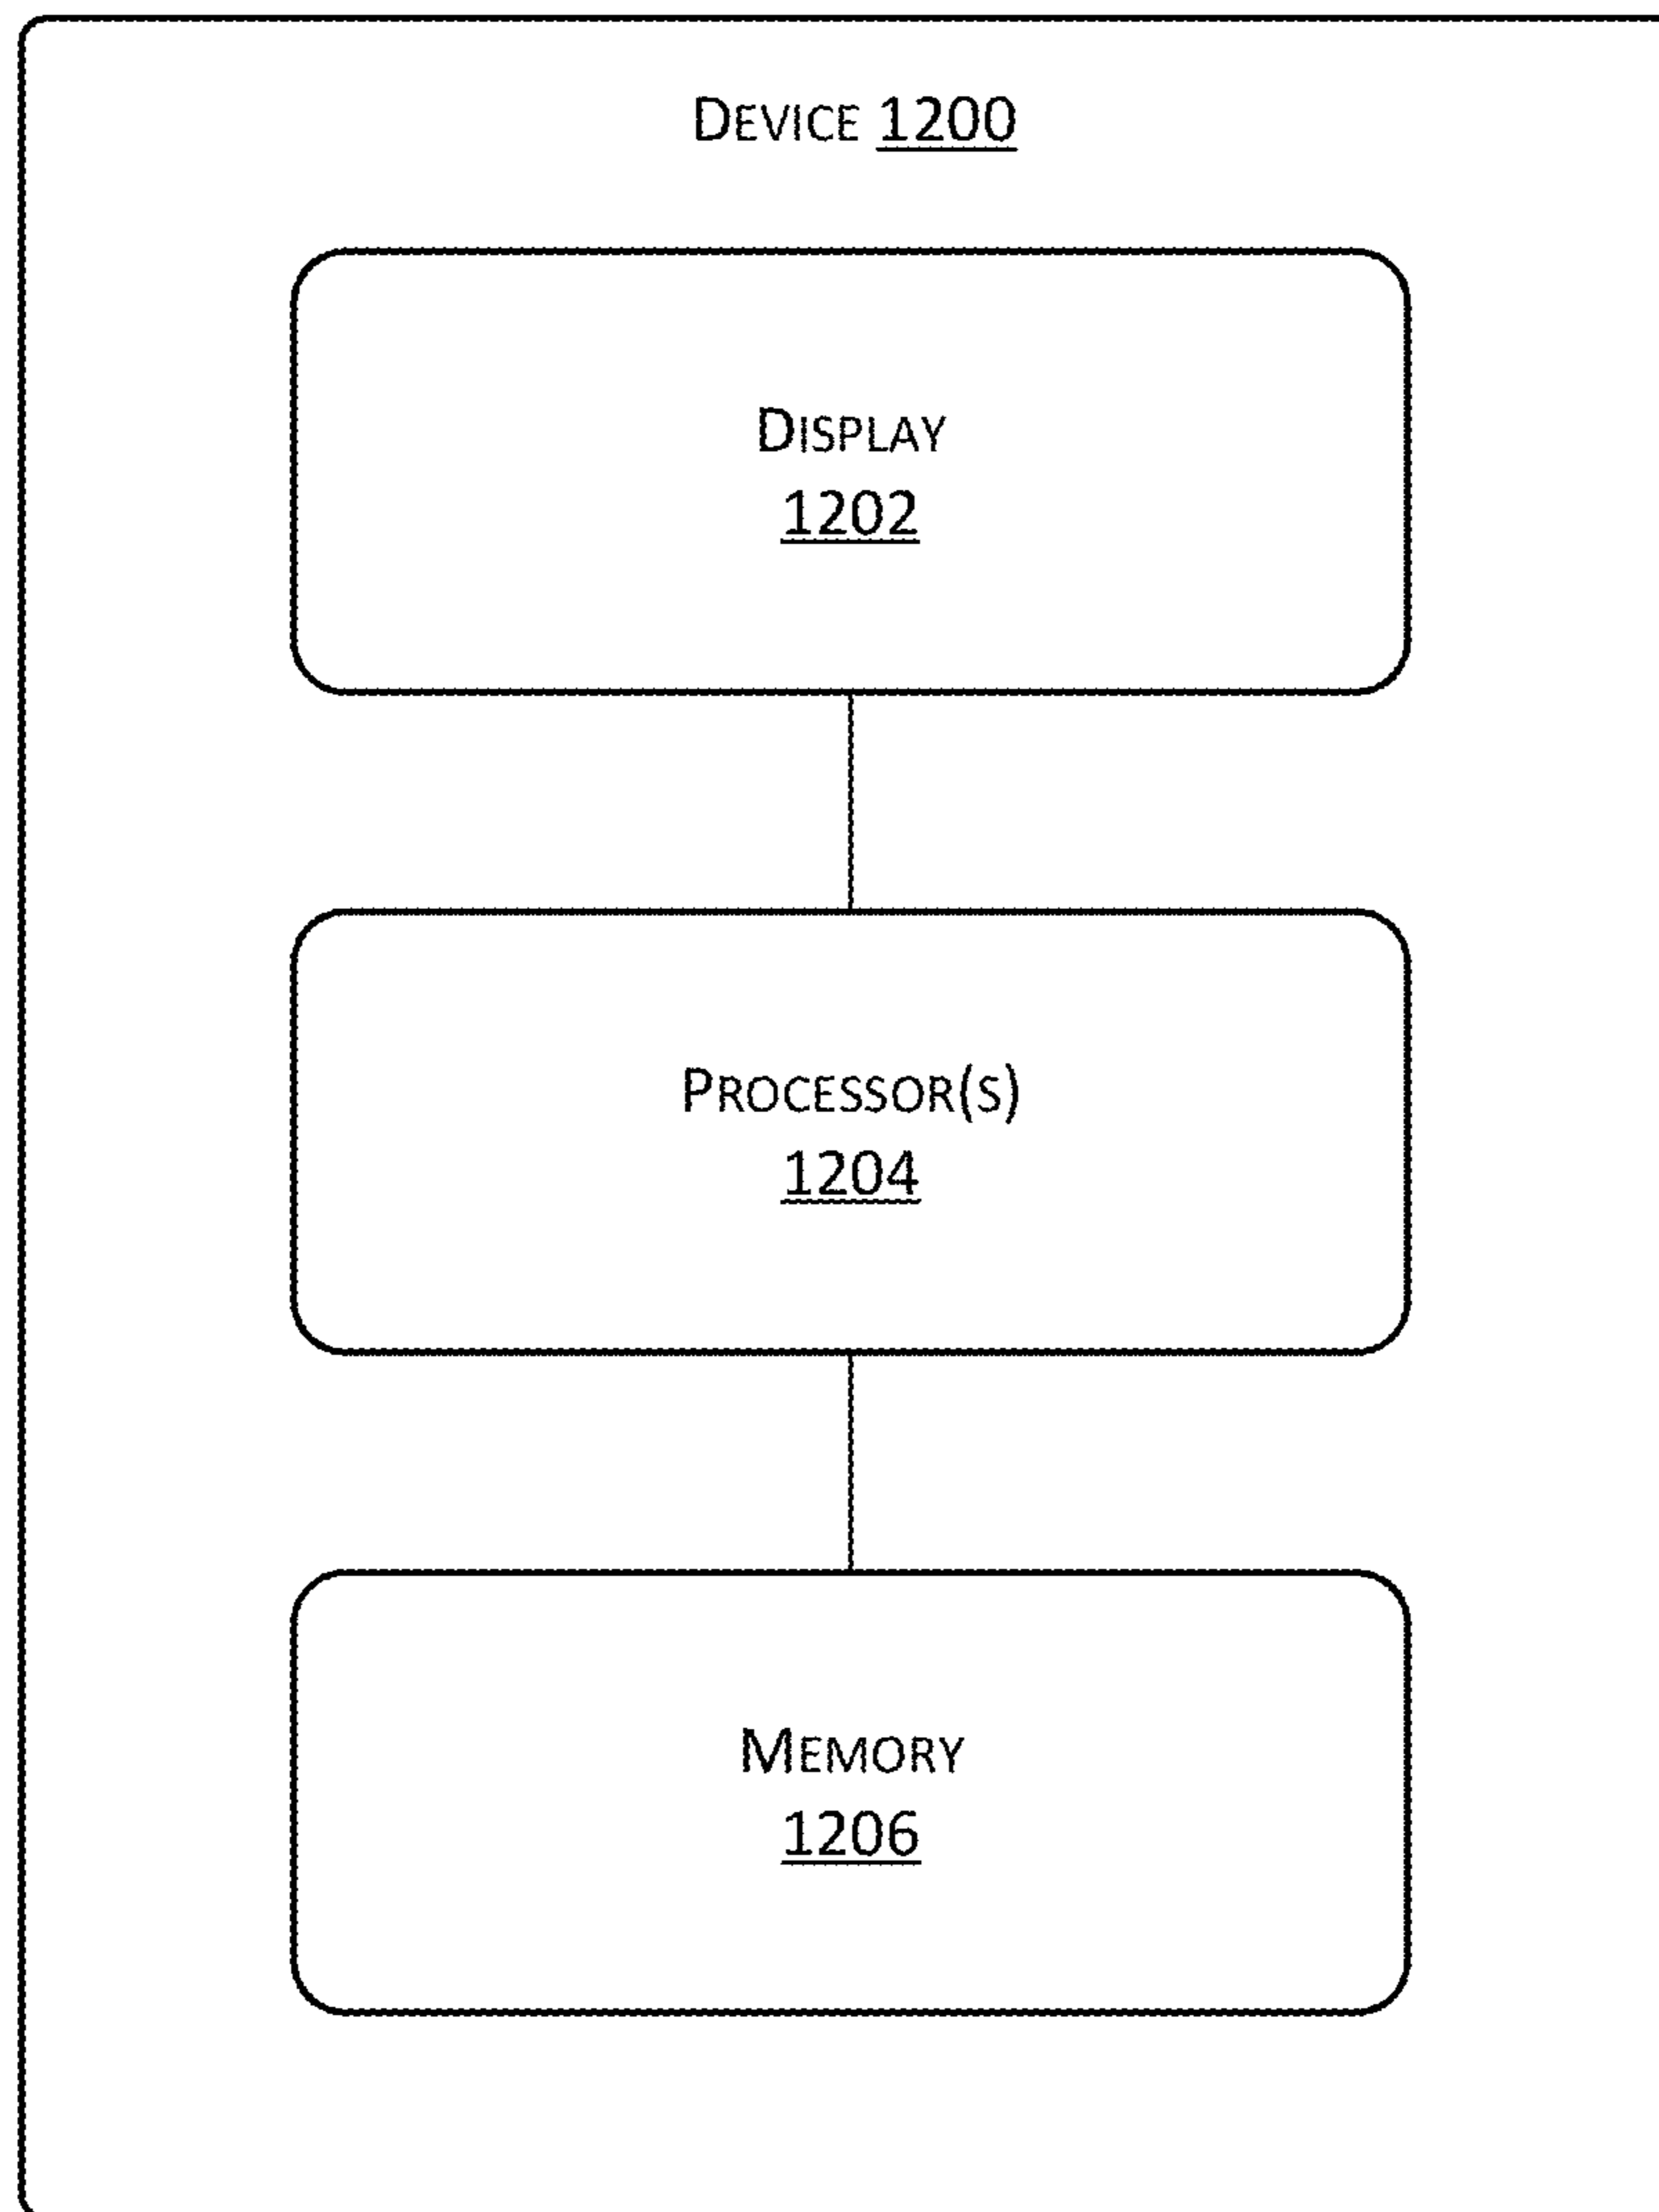 DEVICE 1200
DISPLAY
1202
PROCESSOR(S)
1204
MEMORY
1206